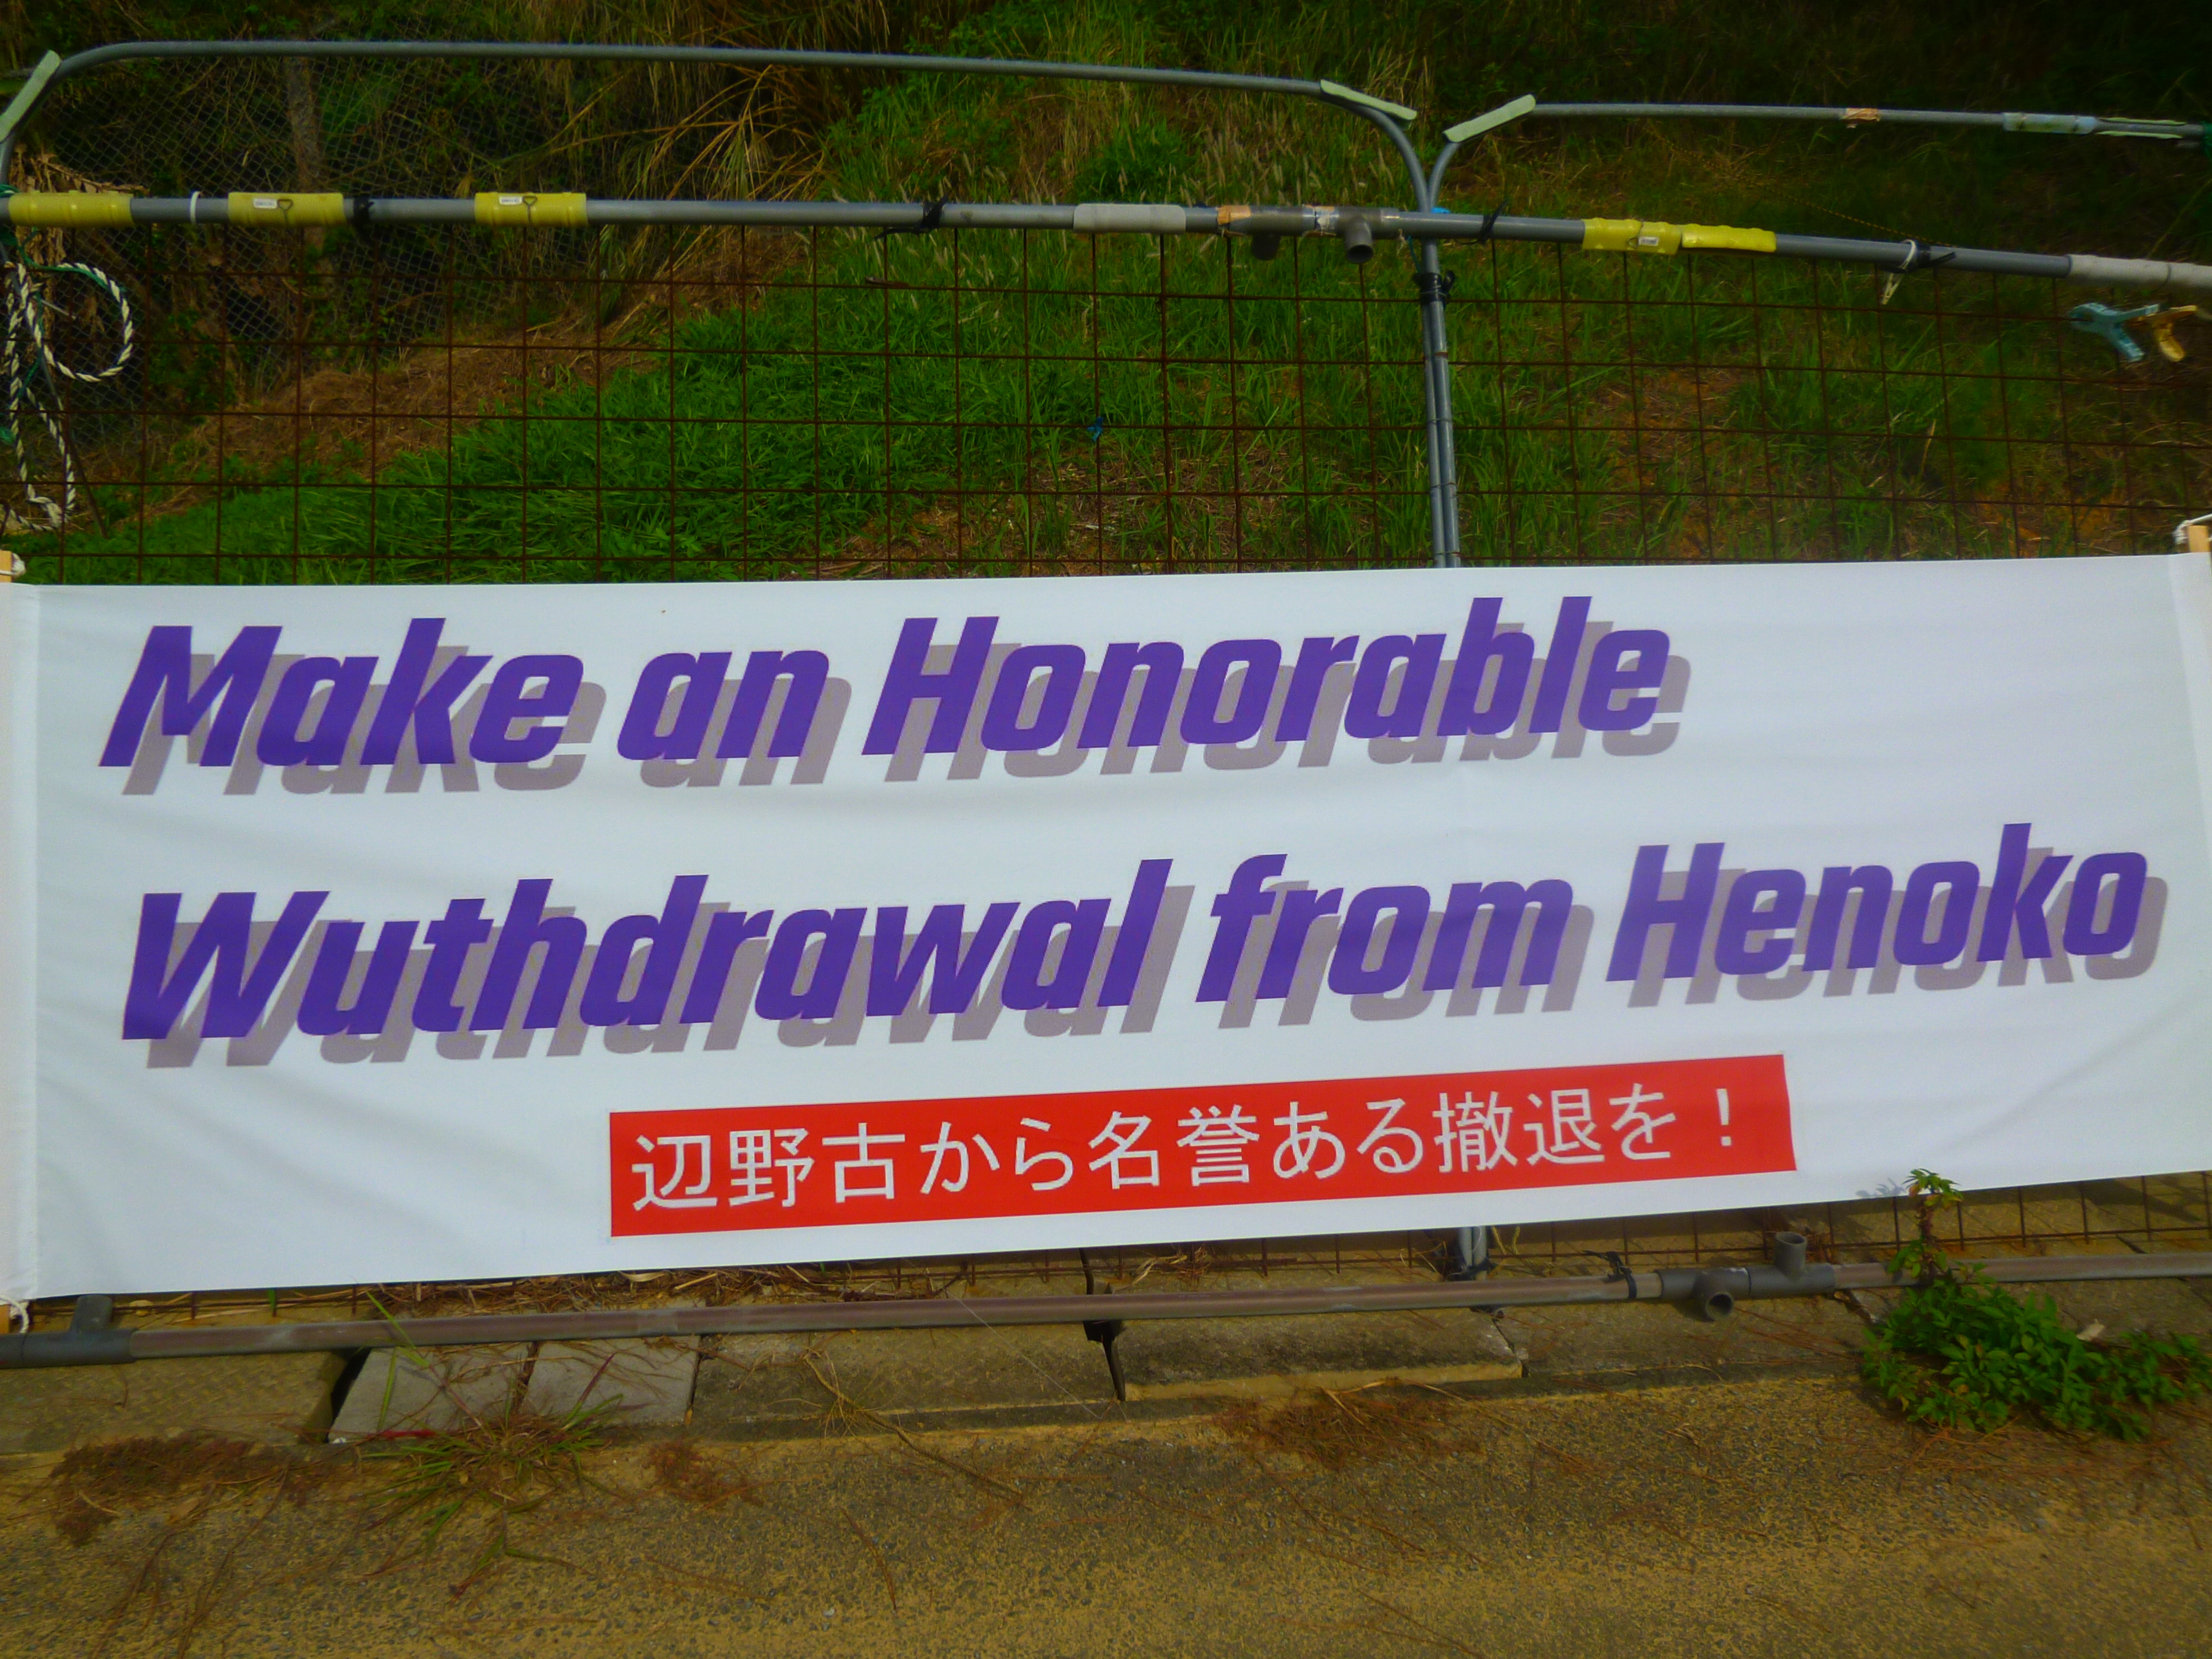 Make an Honorable
Wuthdrawal from Henoko
辺野古から名誉ある撤退を！